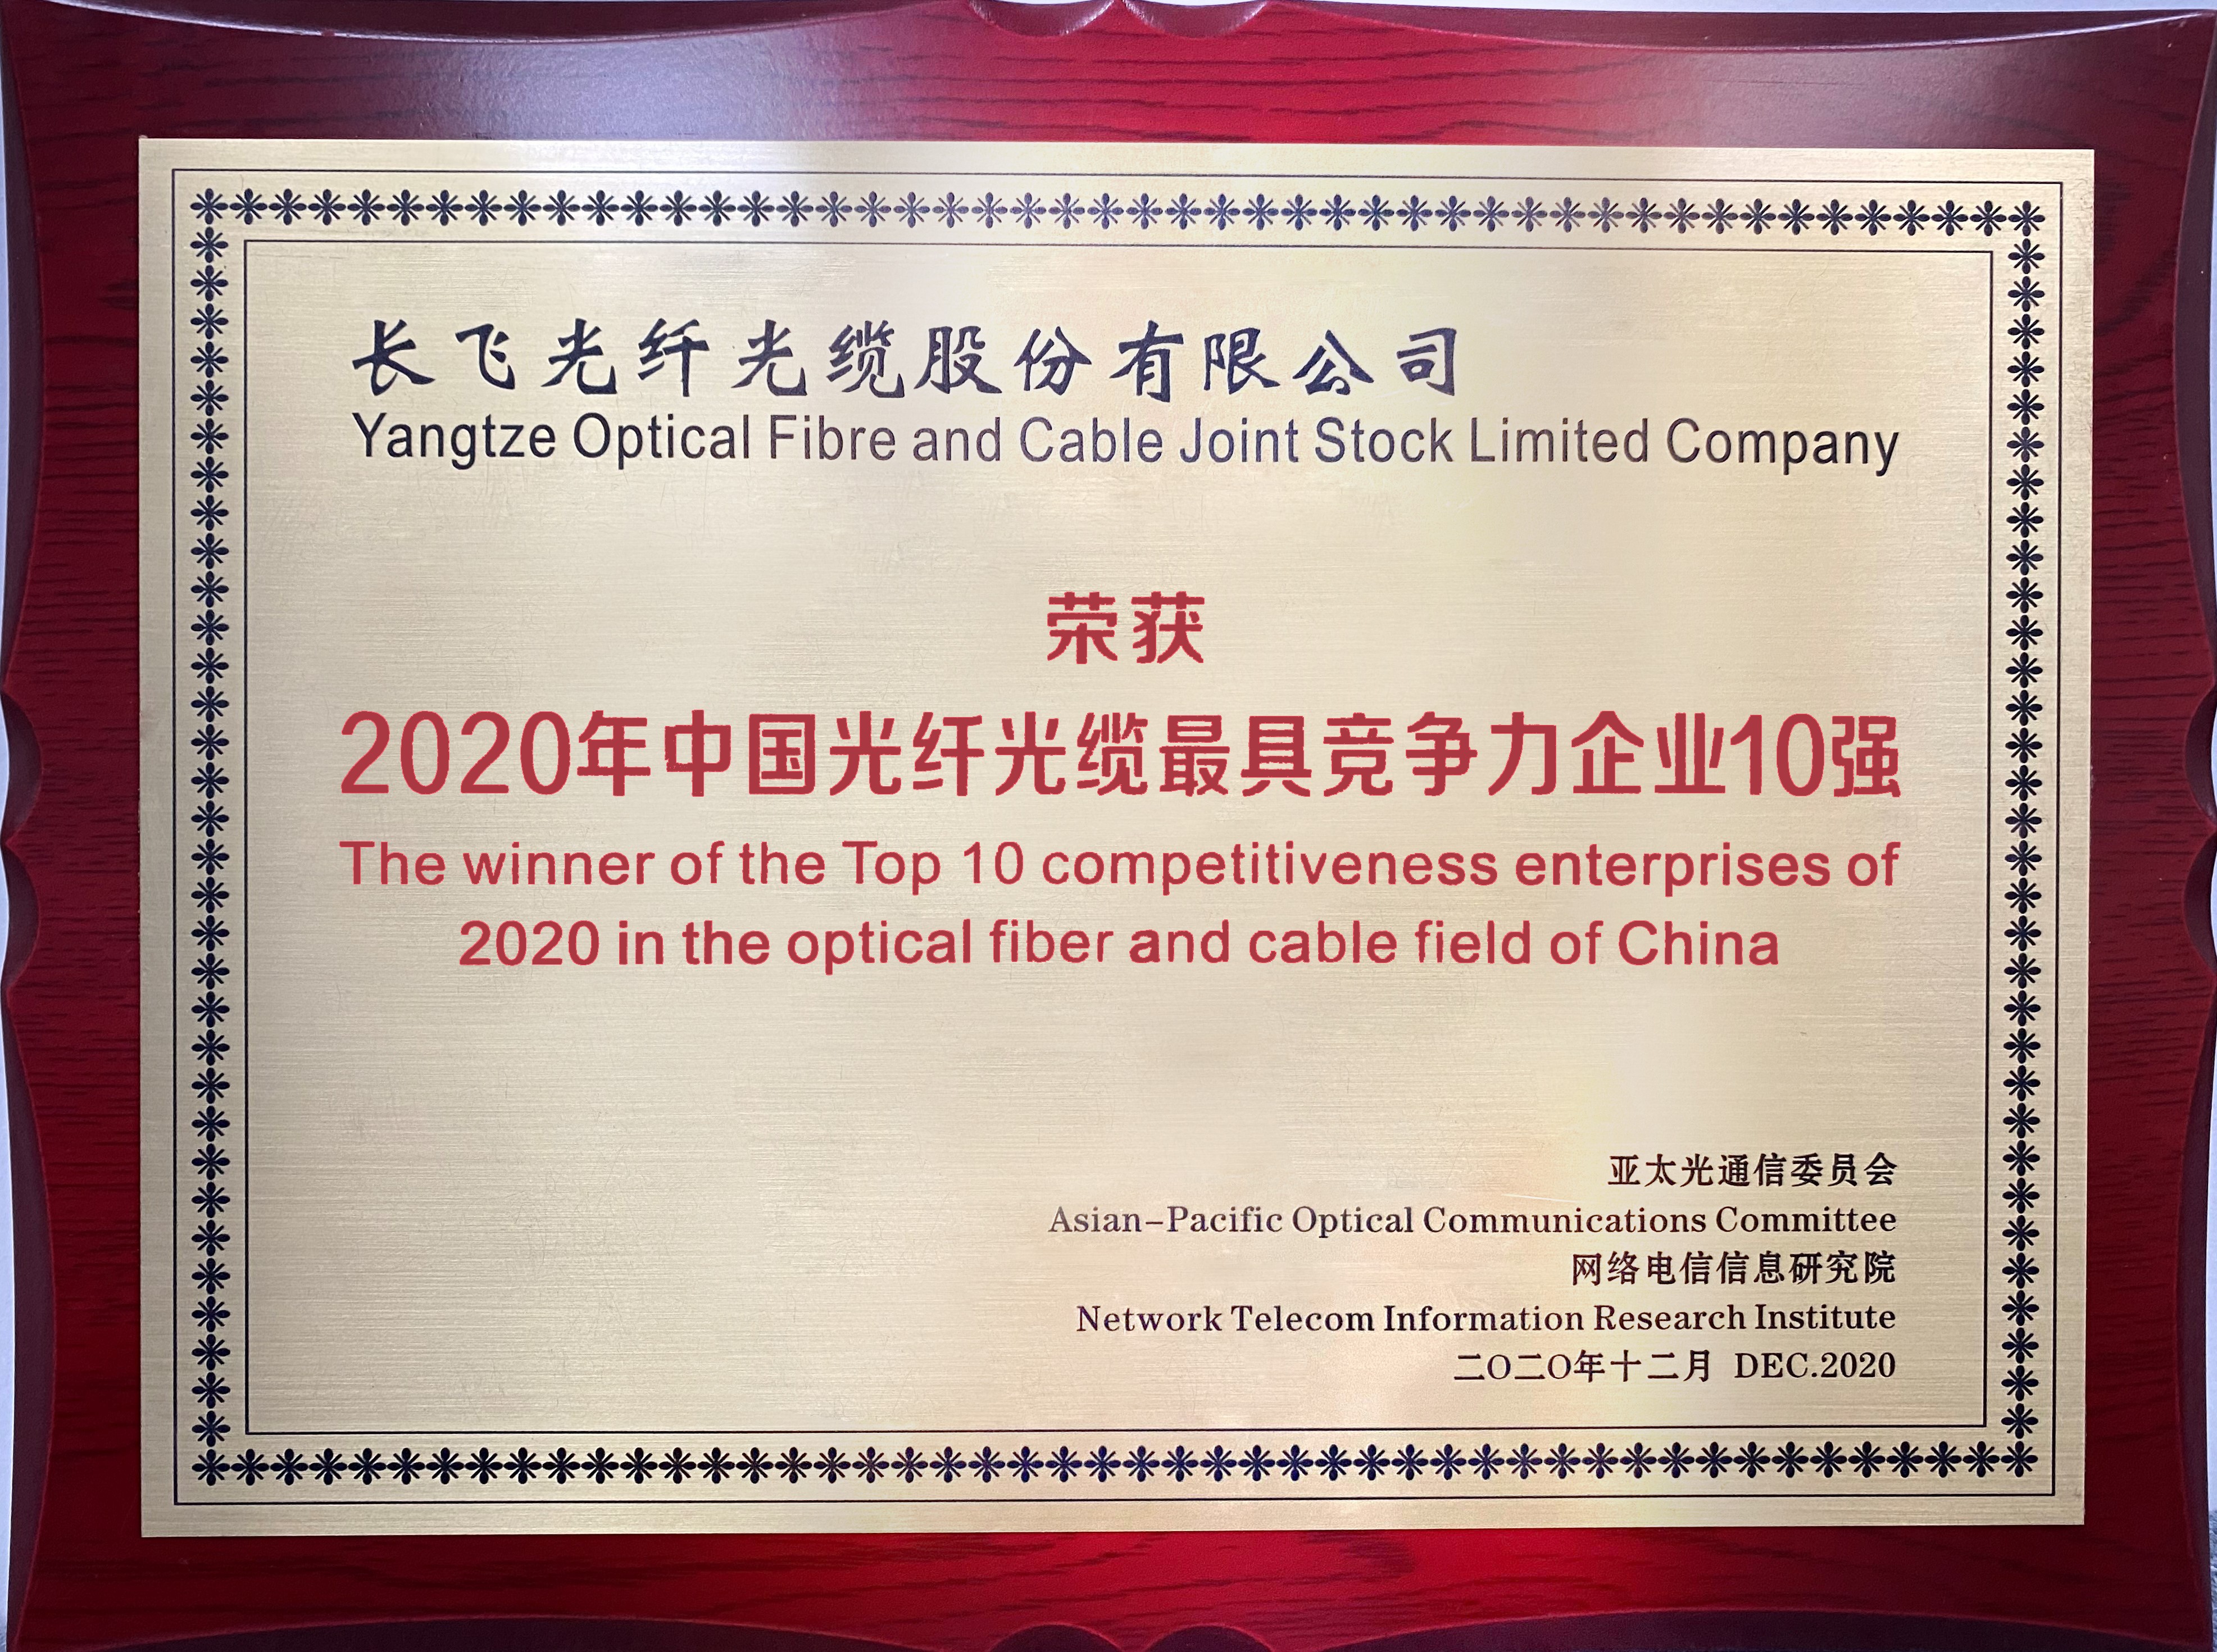 长飞光纤光缆股份有限公司
Yangtze Optical Fibre and Cable Joint Stock Limited Company
荣获
2020年中国光纤光缆最具竞争力企业10强
The winner of the Top 10 competitiveness enterprises of
2020 in the optical fiber and cable field of China
亚太光通信委员会
Asian-Pacific Optical Communications Committee
网络电信信息研究院
Network Telecom Information Research Institute
二〇二〇年十二月 DEC.2020